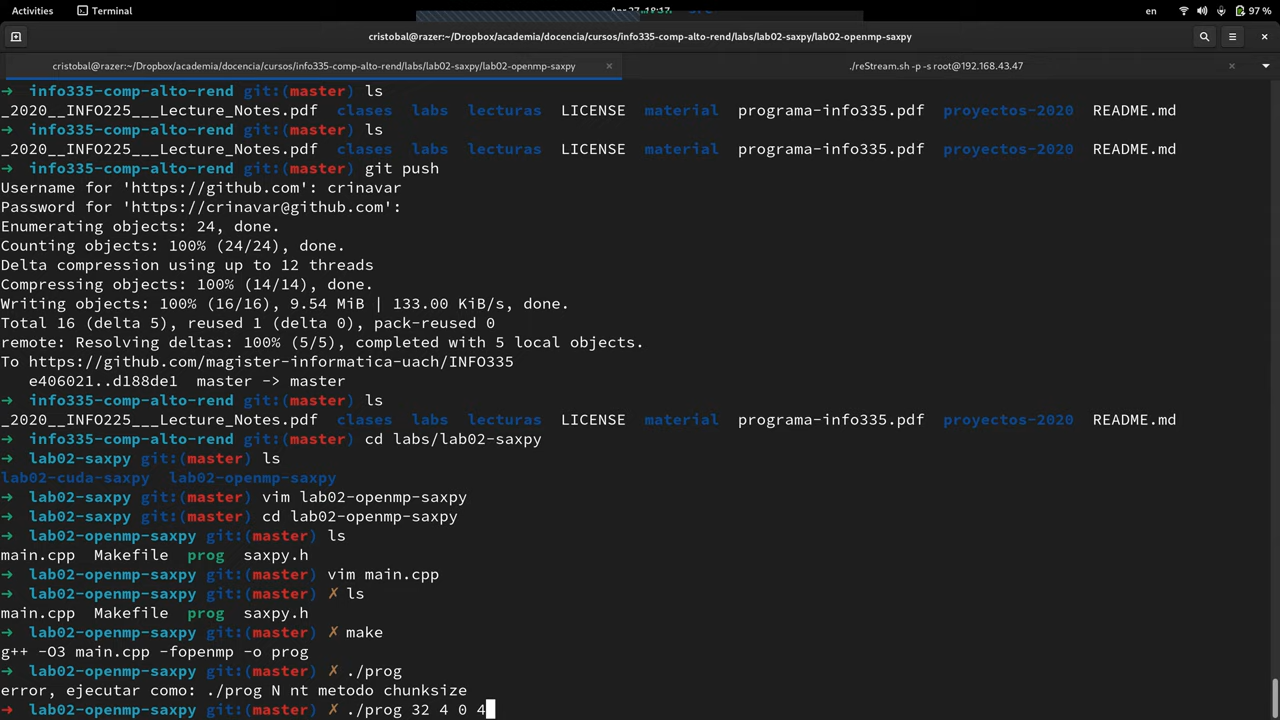 Activities Terminal Apr 27 18:17 en 97 %
cristobal@razer:~/Dropbox/academia/docencia/cursos/info335-comp-alto-rend/labs/lab02-saxpy/lab02-openmp-saxpy
cristobal@razer:~/Dropbox/academia/docencia/cursos/info335-comp-alto-rend/labs/lab02-saxpy/lab02-openmp-saxpy × ./reStream.sh -p -s root@192.168.43.47 ×
→ info335-comp-alto-rend git:(master) ls
_2020__INFO225___Lecture_Notes.pdf clases labs lecturas LICENSE material programa-info335.pdf proyectos-2020 README.md
→ info335-comp-alto-rend git:(master) ls
_2020__INFO225___Lecture_Notes.pdf clases labs lecturas LICENSE material programa-info335.pdf proyectos-2020 README.md
→ info335-comp-alto-rend git:(master) git push
Username for 'https://github.com': crinavar
Password for 'https://crinavar@github.com':
Enumerating objects: 24, done.
Counting objects: 100% (24/24), done.
Delta compression using up to 12 threads
Compressing objects: 100% (14/14), done.
Writing objects: 100% (16/16), 9.54 MiB | 133.00 KiB/s, done.
Total 16 (delta 5), reused 1 (delta 0), pack-reused 0
remote: Resolving deltas: 100% (5/5), completed with 5 local objects.
To https://github.com/magister-informatica-uach/INFO335
e406021..d188de1 master -> master
→ info335-comp-alto-rend git:(master) ls
_2020__INFO225___Lecture_Notes.pdf clases labs lecturas LICENSE material programa-info335.pdf proyectos-2020 README.md
→ info335-comp-alto-rend git:(master) cd labs/lab02-saxpy
→ lab02-saxpy git:(master) ls
lab02-cuda-saxpy lab02-openmp-saxpy
→ lab02-saxpy git:(master) vim lab02-openmp-saxpy
→ lab02-saxpy git:(master) cd lab02-openmp-saxpy
→ lab02-openmp-saxpy git:(master) ls
main.cpp Makefile prog saxpy.h
→ lab02-openmp-saxpy git:(master) vim main.cpp
→ lab02-openmp-saxpy git:(master) ✗ ls
main.cpp Makefile prog saxpy.h
→ lab02-openmp-saxpy git:(master) ✗ make
g++ -O3 main.cpp -fopenmp -o prog
→ lab02-openmp-saxpy git:(master) ✗ ./prog
error, ejecutar como: ./prog N nt metodo chunksize
→ lab02-openmp-saxpy git:(master) ✗ ./prog 32 4 0 4